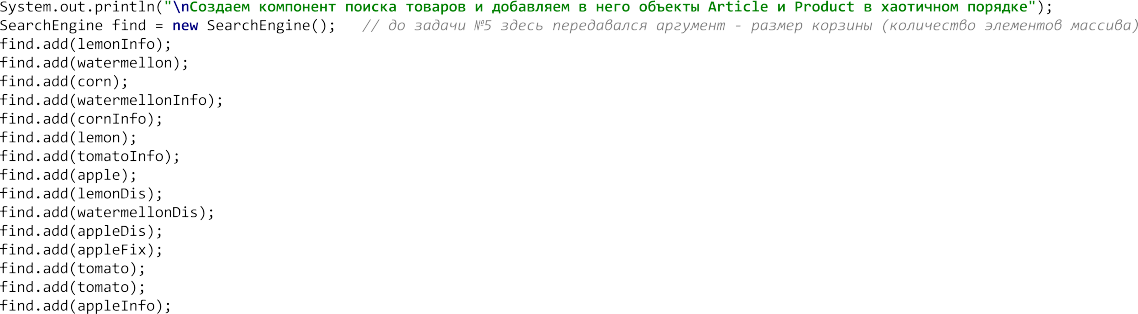 System.out.println("\nСоздаем компонент поиска товаров и добавляем в него объекты Article и Product в хаотичном порядке");
SearchEngine find = new SearchEngine();   // до задачи №5 здесь передавался аргумент - размер корзины (количество элементов массива)
find.add(lemonInfo);
find.add(watermellon);
find.add(corn);
find.add(watermellonInfo);
find.add(cornInfo);
find.add(lemon);
find.add(tomatoInfo);
find.add(apple);
find.add(lemonDis);
find.add(watermellonDis);
find.add(appleDis);
find.add(appleFix);
find.add(tomato);
find.add(tomato);
find.add(appleInfo);